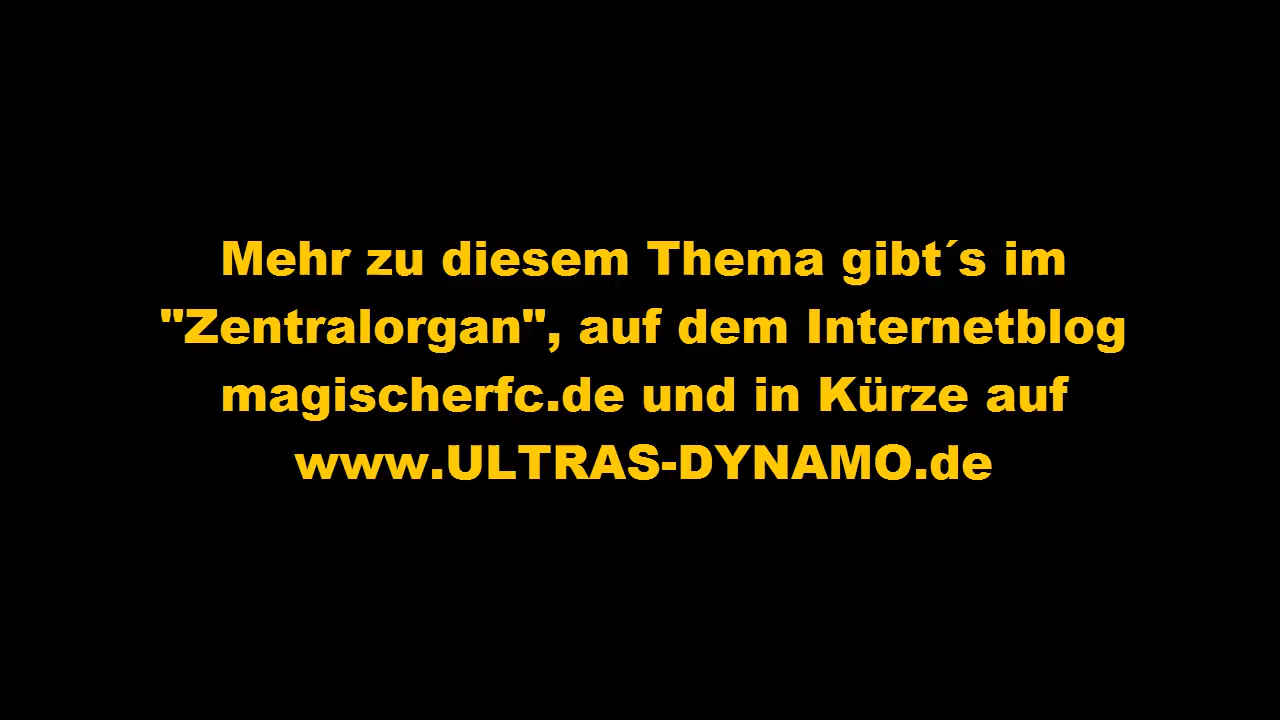 Mehr zu diesem Thema gibt´s im
"Zentralorgan", auf dem Internetblog
magischerfc.de und in Kürze auf
www.ULTRAS-DYNAMO.de